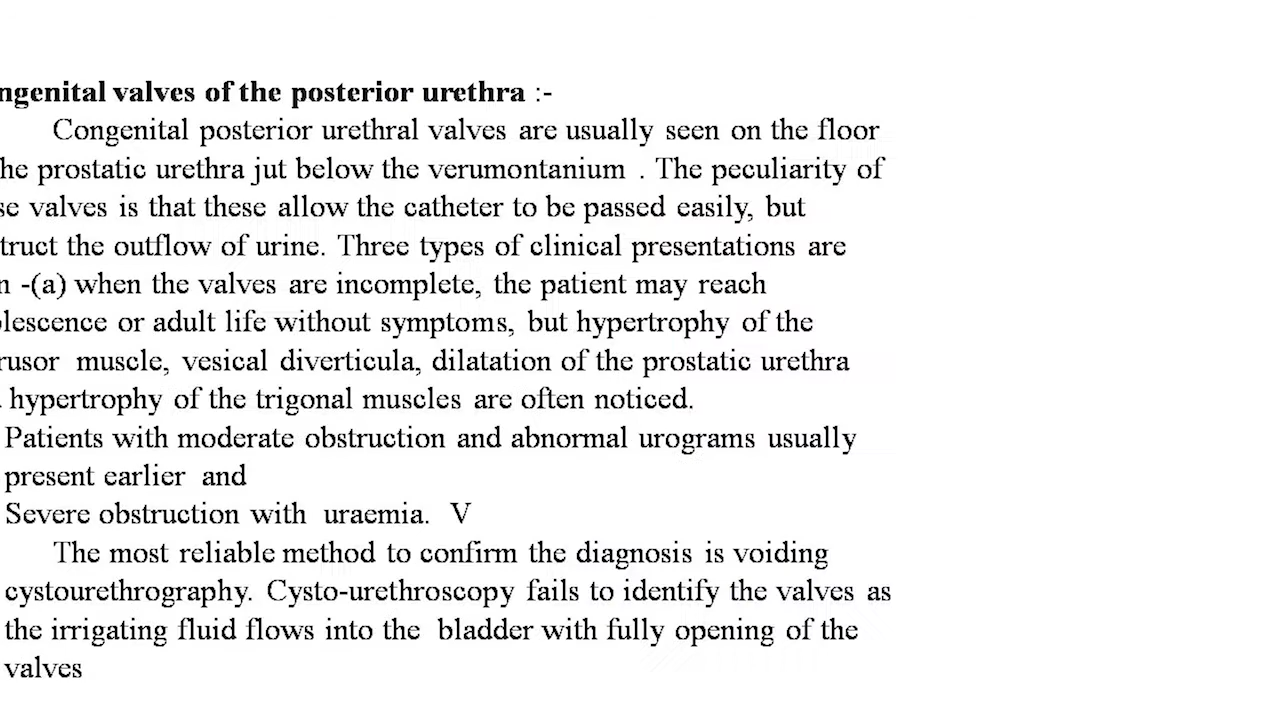 ngenital valves of the posterior urethra :-
Congenital posterior urethral valves are usually seen on the floor
he prostatic urethra jut below the verumontanium . The peculiarity of
se valves is that these allow the catheter to be passed easily, but
truct the outflow of urine. Three types of clinical presentations are
n -(a) when the valves are incomplete, the patient may reach
lescence or adult life without symptoms, but hypertrophy of the
rusor muscle, vesical diverticula, dilatation of the prostatic urethra
hypertrophy of the trigonal muscles are often noticed.
Patients with moderate obstruction and abnormal urograms usually
present earlier and
Severe obstruction with uraemia. V
The most reliable method to confirm the diagnosis is voiding
cystourethrography. Cysto-urethroscopy fails to identify the valves as
the irrigating fluid flows into the bladder with fully opening of the
valves